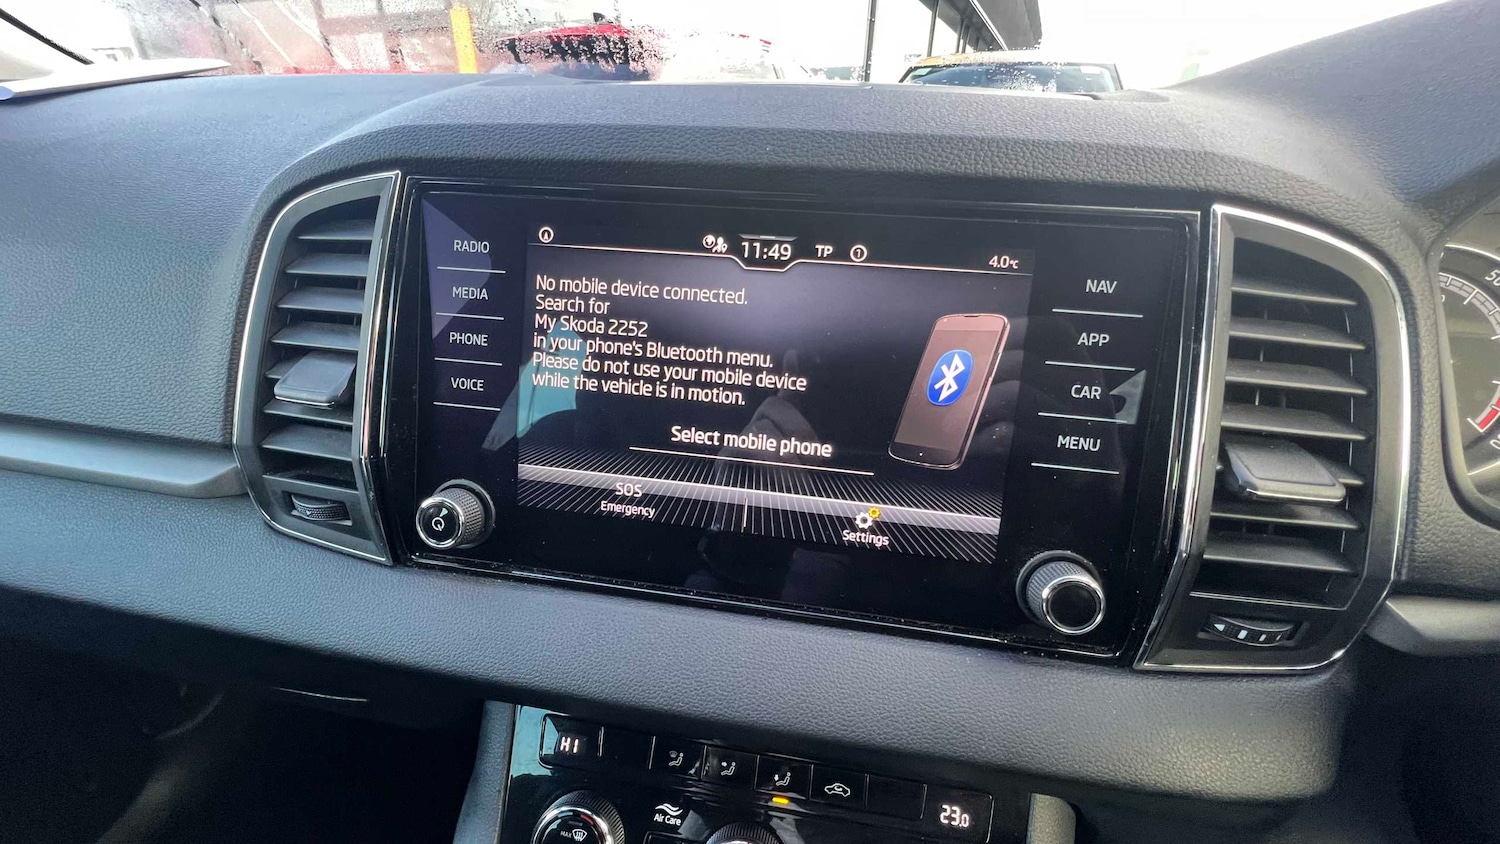 RADIO
MEDIA
PHONE
VOICE
11:49
TP
1
4.0°C
No mobile device connected.
Search for
My Skoda 2252
in your phone's Bluetooth menu.
Please do not use your mobile device
while the vehicle is in motion.
Select mobile phone
SOS
Emergency
Settings
NAV
APP
CAR
MENU
HI
23.0
Air Care
MAX